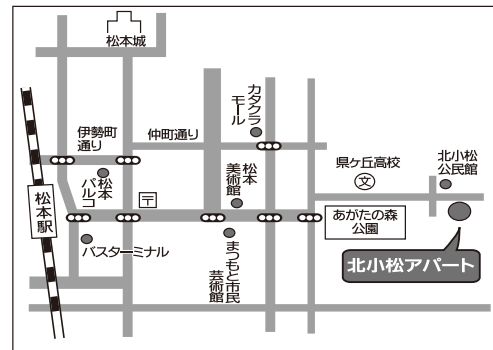 松本城
伊勢町
通り
仲町通り
カタクラ
モール
松本
パルコ
松本
美術館
県ヶ丘高校
文
北小松
公民館
松本駅
〒
あがたの森
公園
バスターミナル
まつもと市民
芸術館
北小松アパート